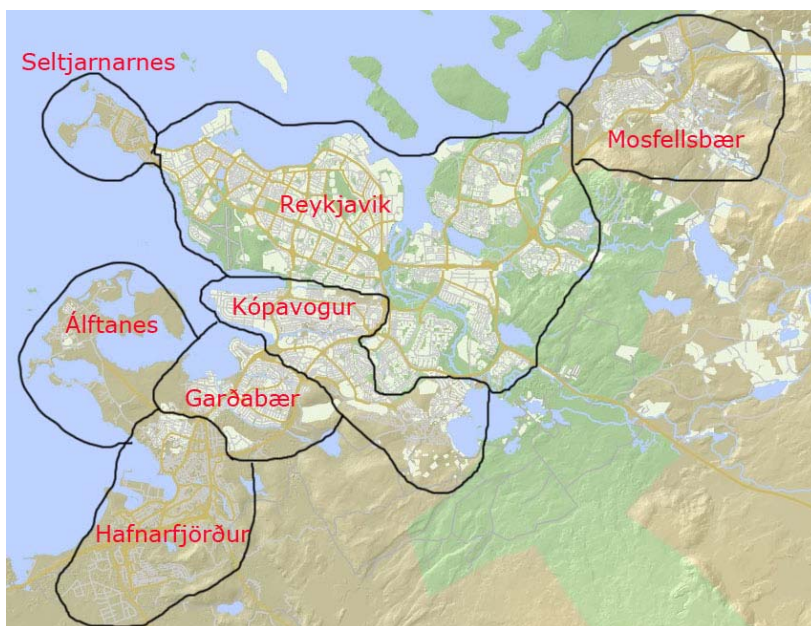 Seltjarnarnes
Mosfellsbær
Reykjavik
Kópavogur
Álftanes
Garðabær
Hafnarfjörður